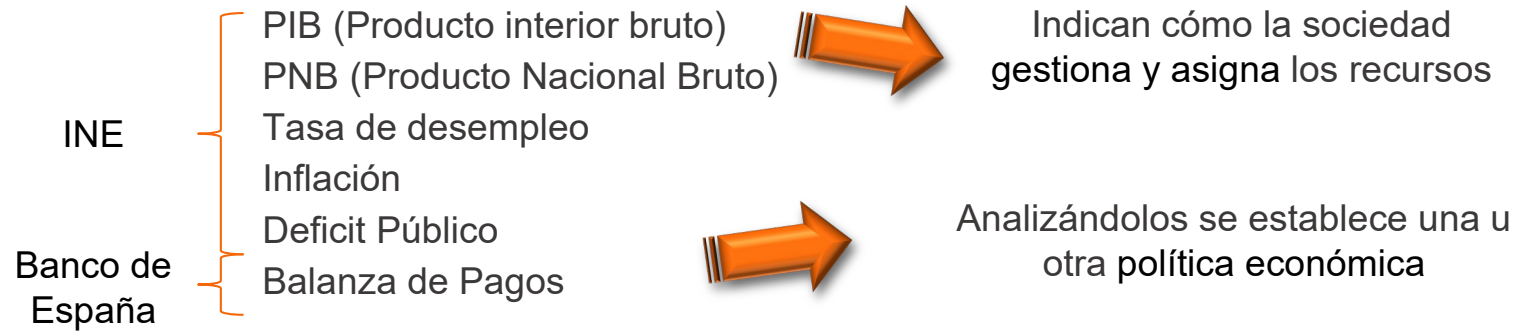 INE
Banco de
España
PIB (Producto interior bruto)
PNB (Producto Nacional Bruto)
Tasa de desempleo
Inflación
Deficit Público
Balanza de Pagos
Indican cómo la sociedad
gestiona y asigna los recursos
Analizándolos se establece una u
otra política económica